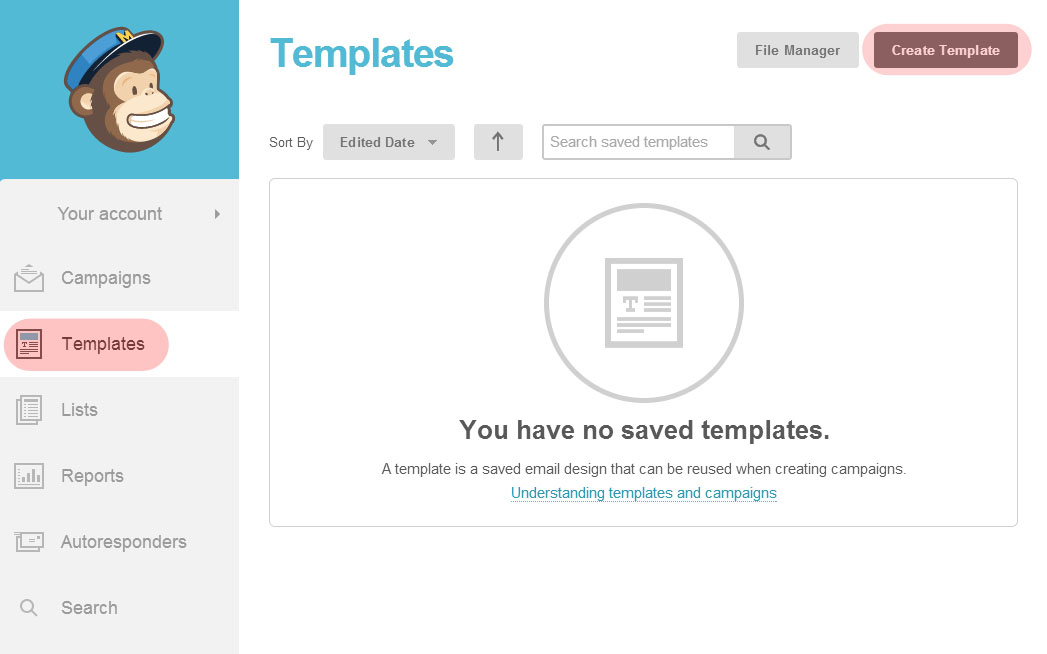 Templates
File Manager
Create Template
Sort By
Edited Date
Search saved templates
Your account
Campaigns
Templates
Lists
Reports
Autoresponders
Search
T
You have no saved templates.
A template is a saved email design that can be reused when creating campaigns.
Understanding templates and campaigns